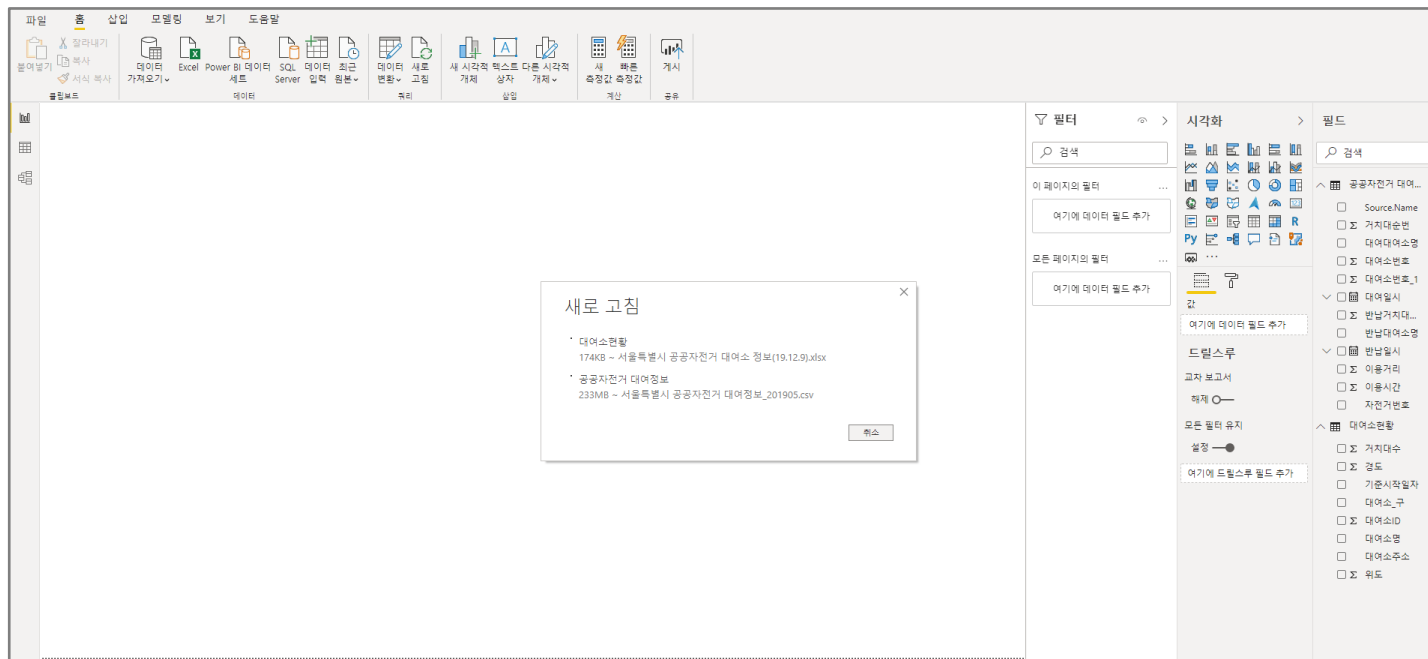 파일 홈 삽입 모델링 보기 도움말
붙여넣기
잘라내기
복사
서식 복사
클립보드
데이터
가져오기
Excel
Power BI 데이터
세트
SQL
Server
데이터
입력
최근
원본
데이터
데이터
변환
새로
고침
쿼리
새 시각적
개체
텍스트
상자
다른 시각적
개체
삽입
새
측정값
빠른
측정값
계산
게시
공유
새로 고침
대여소현황
174KB ~ 서울특별시 공공자전거 대여소 정보(19.12.9).xlsx
공공자전거 대여정보
233MB ~ 서울특별시 공공자전거 대여정보_201905.csv
취소
필터
검색
이 페이지의 필터 ...
여기에 데이터 필드 추가
모든 페이지의 필터 ...
여기에 데이터 필드 추가
시각화
R
Py
...
값
여기에 데이터 필드 추가
드릴스루
교차 보고서
해제
모든 필터 유지
설정
여기에 드릴스루 필드 추가
필드
검색
공공자전거 대여...
Source.Name
Σ 거치대순번
대여대여소명
Σ 대여소번호
Σ 대여소번호_1
대여일시
Σ 반납거치대...
반납대여소명
반납일시
Σ 이용거리
Σ 이용시간
자전거번호
대여소현황
Σ 거치대수
Σ 경도
기준시작일자
대여소_구
Σ 대여소ID
대여소명
대여소주소
Σ 위도